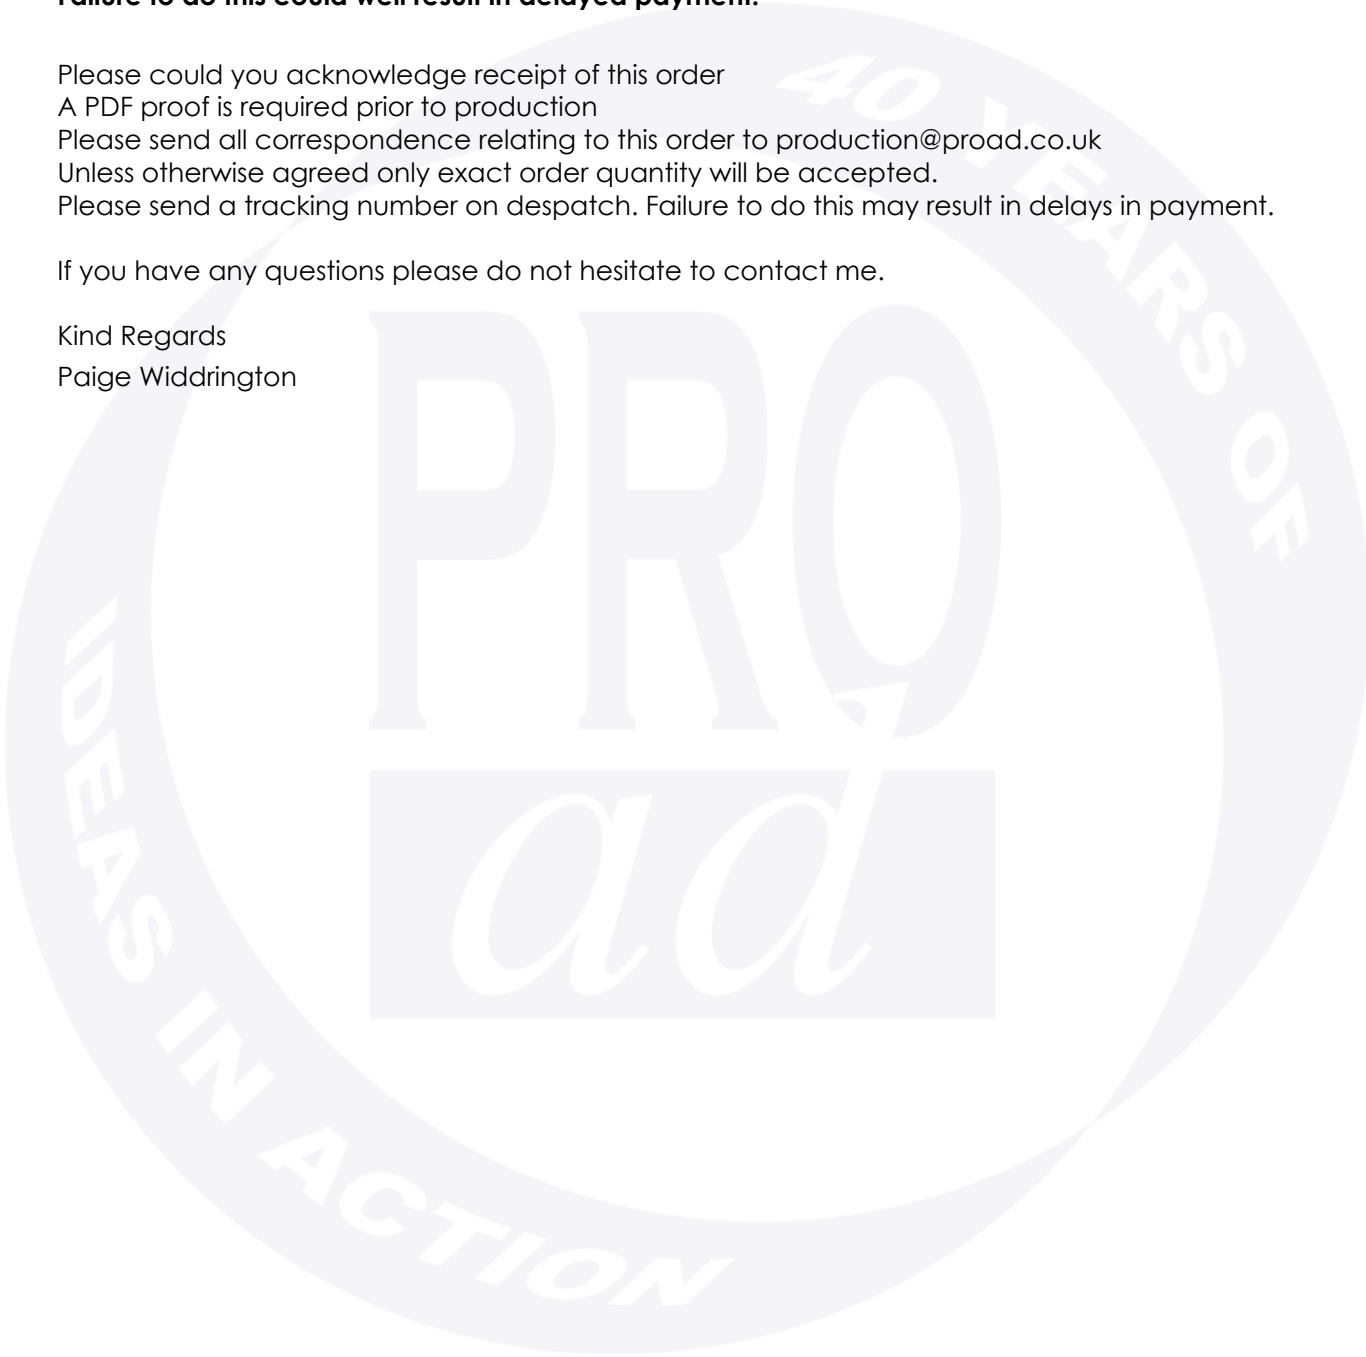 Failure to do this could well result in delayed payment.
Please could you acknowledge receipt of this order
A PDF proof is required prior to production
Please send all correspondence relating to this order to production@proad.co.uk
Unless otherwise agreed only exact order quantity will be accepted.
Please send a tracking number on despatch. Failure to do this may result in delays in payment.
If you have any questions please do not hesitate to contact me.
Kind Regards
Paige Widdrington
40 YEARS OF
PRO
ad
IDEAS IN ACTION